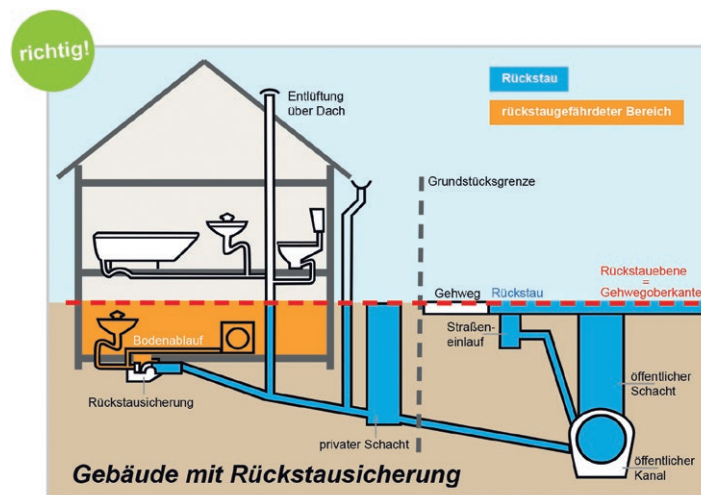 richtig!
Rückstau
rückstaugefährdeter Bereich
Entlüftung
über Dach
Grundstücksgrenze
Rückstauebene
=
Gehwegoberkante
Gehweg
Rückstau
Bodenablauf
Straßen-
einlauf
Rückstausicherung
öffentlicher
Schacht
privater Schacht
öffentlicher
Kanal
Gebäude mit Rückstausicherung